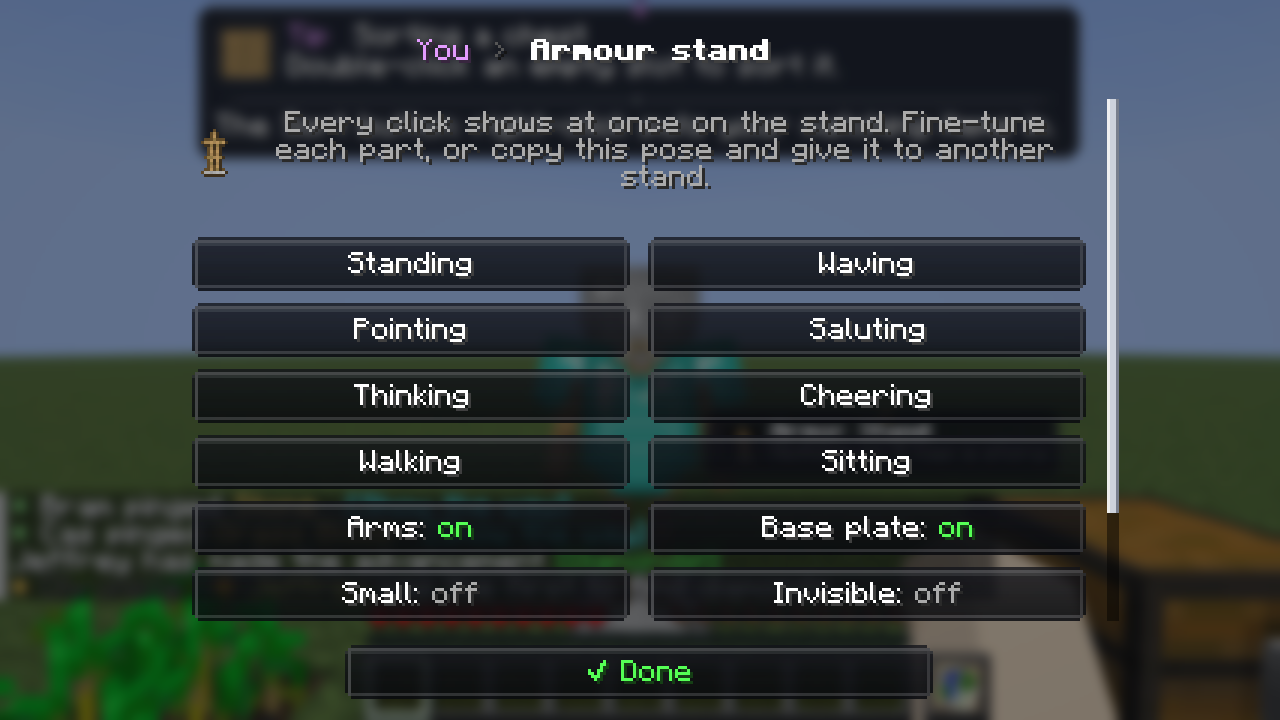 You > Armour stand
Every click shows at once on the stand. Fine-tune
each part, or copy this pose and give it to another
stand.
Standing
Waving
Pointing
Saluting
Thinking
Cheering
Walking
Sitting
Arms: on
Base plate: on
Small: off
Invisible: off
✓ Done